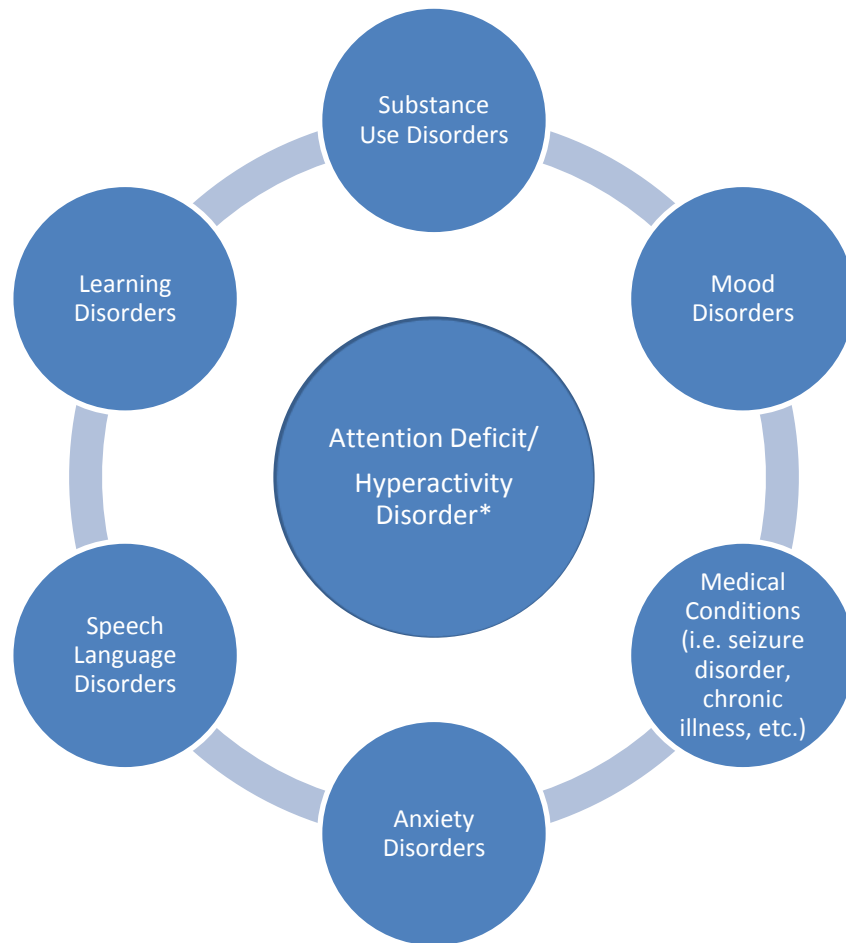 Substance
Use Disorders
Mood
Disorders
Medical
Conditions
(i.e. seizure
disorder,
chronic
illness, etc.)
Anxiety
Disorders
Speech
Language
Disorders
Learning
Disorders
Attention Deficit/
Hyperactivity
Disorder*